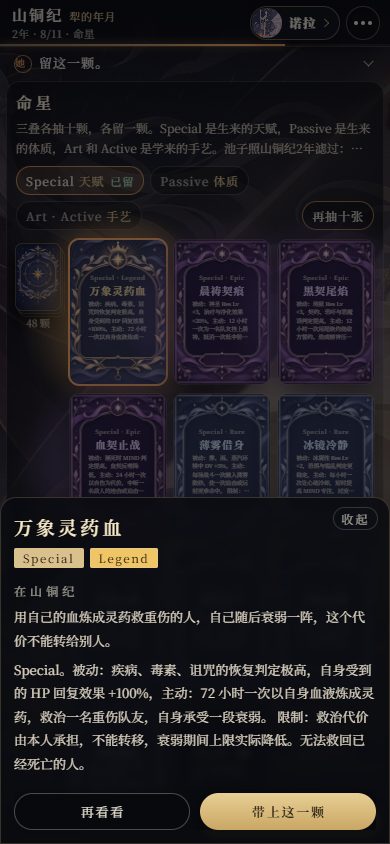 山铜纪 犁的年月
2年 · 8/11 · 命星
诺拉
她 留这一颗。
命星
三叠各抽十颗，各留一颗。Special 是生来的天赋，Passive 是生来
的体质，Art 和 Active 是学来的手艺。池子照山铜纪2年滤过：…
Special 天赋 已留
Passive 体质
Art · Active 手艺
再抽十张
48 颗
Special · Legend
万象灵药血
Special · Epic
晨祷契痕
Special · Epic
黑契尾焰
Special · Epic
血契止战
Special · Rare
薄雾借身
Special · Rare
冰镜冷静
万象灵药血
收起
Special
Legend
在山铜纪
用自己的血炼成灵药救重伤的人，自己随后衰弱一阵，这个代
价不能转给别人。
Special。被动：疾病、毒素、诅咒的恢复判定极高，自身受到
的 HP 回复效果 +100%，主动：72 小时一次以自身血液炼成灵
药，救治一名重伤队友，自身承受一段衰弱。 限制：救治代价
由本人承担，不能转移，衰弱期间上限实际降低。无法救回已
经死亡的人。
再看看
带上这一颗